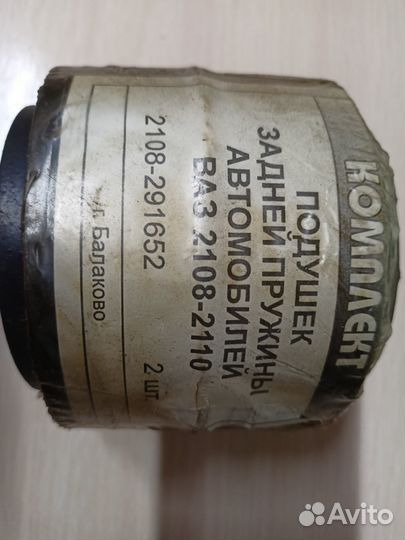 КОМПЛЕКТ
ПОДУШЕК
ЗАДНЕЙ ПРУЖИНЫ
АВТОМОБИЛЕЙ
ВАЗ 2108-2110
2108-291652 2 шт.
г. Балаково
Avito